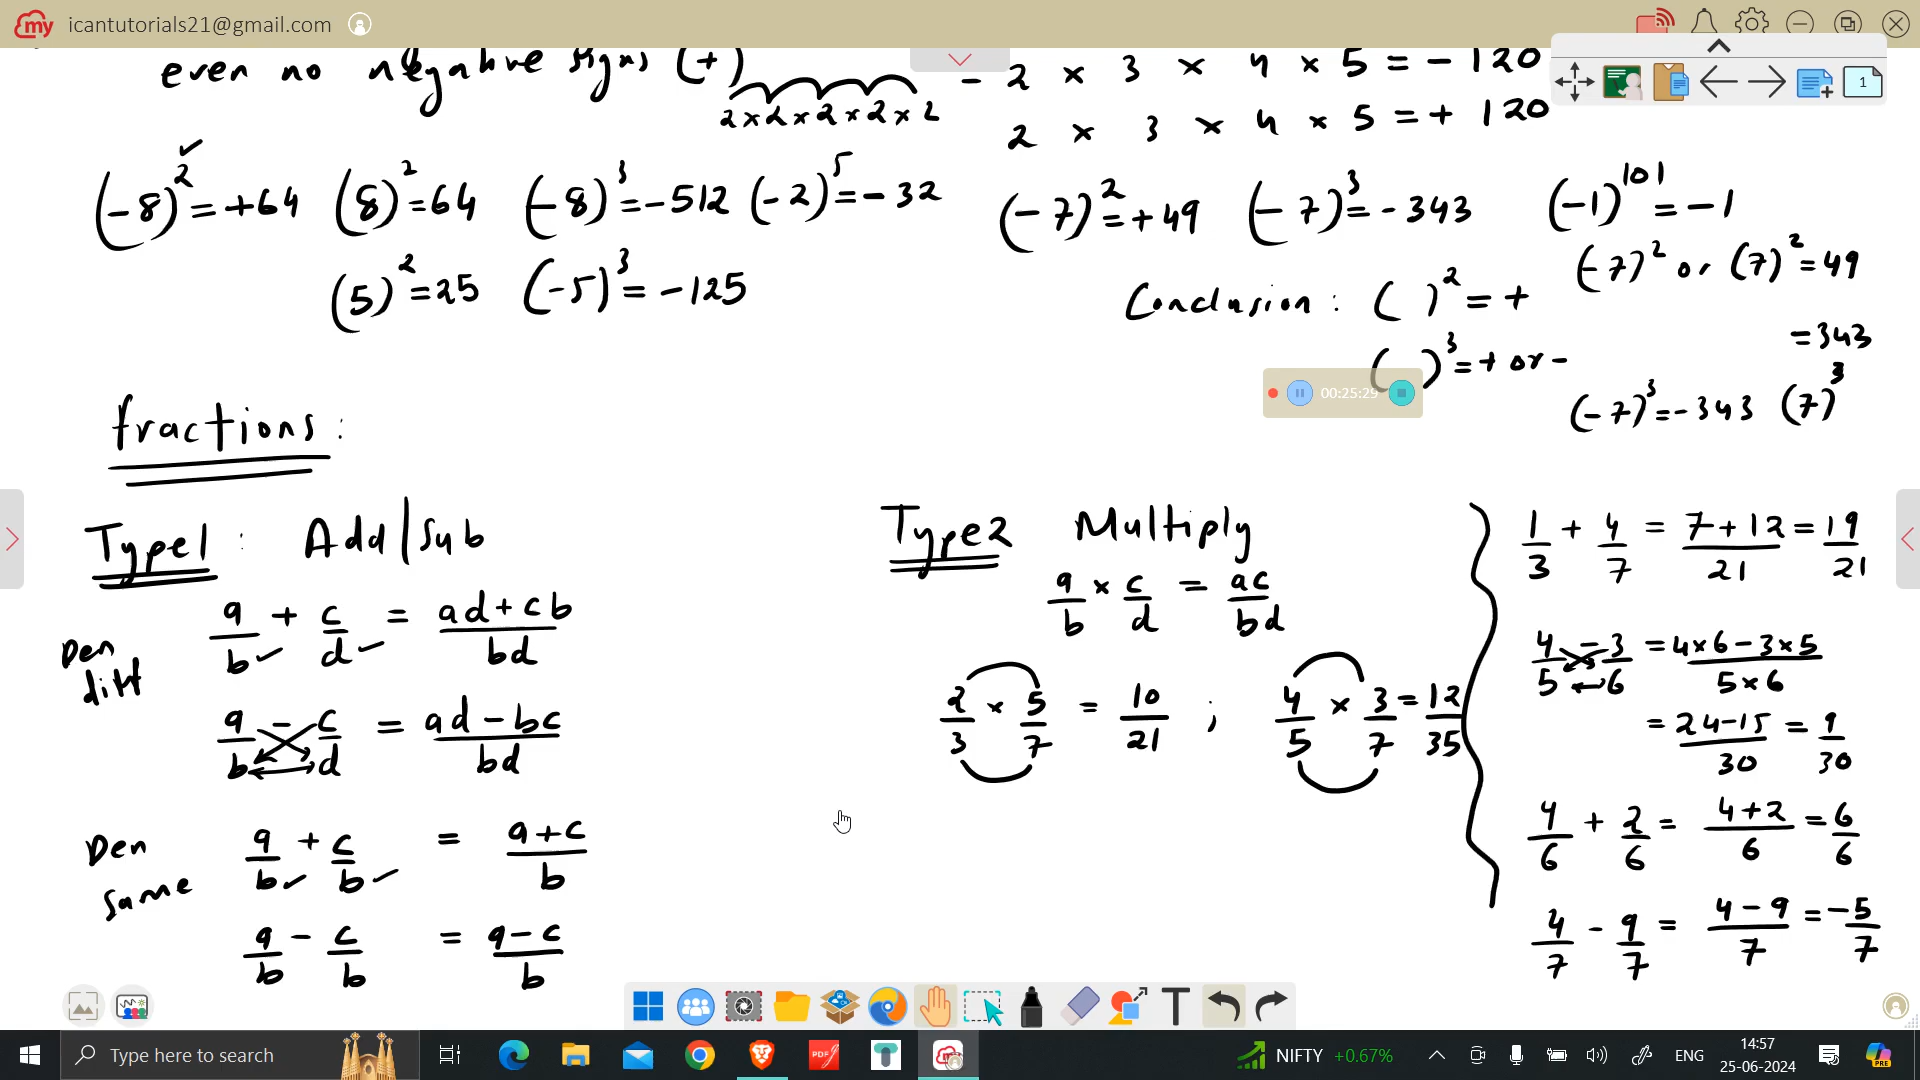 my icantutorials21@gmail.com
even no negative signs (+)
2 × 2 × 2 × 2 × 2
- 2 × 3 × 4 × 5 = - 120
2 × 3 × 4 × 5 = + 120
1
(-8)² = +64 (8)² = 64 (-8)³ = -512 (-2)⁵ = -32
(5)² = 25 (-5)³ = -125
(-7)² = +49 (-7)³ = -343 (-1)¹⁰¹ = -1
(-7)² or (7)² = 49
Conclusion: ( )² = +
( )³ = + or -
= 343
(-7)³ = -343 (7)³
00:25:29
fractions:
Type1: Add/Sub
Den diff
a/b + c/d = ad+cb/bd
a/b - c/d = ad-bc/bd
Den same
a/b + c/b = a+c/b
a/b - c/b = a-c/b
Type2 Multiply
a/b × c/d = ac/bd
2/3 × 5/7 = 10/21 ; 4/5 × 3/7 = 12/35
1/3 + 4/7 = 7+12/21 = 19/21
4/5 - 3/6 = 4×6-3×5/5×6
= 24-15/30 = 9/30
4/6 + 2/6 = 4+2/6 = 6/6
4/7 - 9/7 = 4-9/7 = -5/7
T
Type here to search
PDF
T
NIFTY +0.67%
ENG
14:57
25-06-2024
PRE